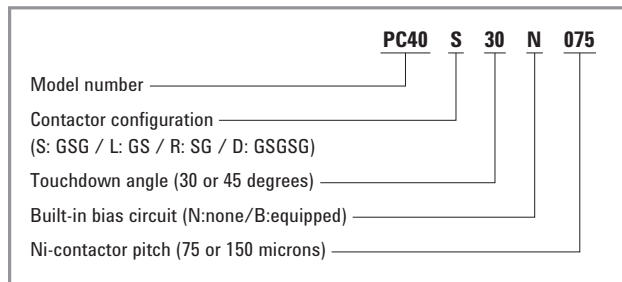 PC40 S 30 N 075
Model number
Contactor configuration
(S: GSG / L: GS / R: SG / D: GSGSG)
Touchdown angle (30 or 45 degrees)
Built-in bias circuit (N:none/B:equipped)
Ni-contactor pitch (75 or 150 microns)